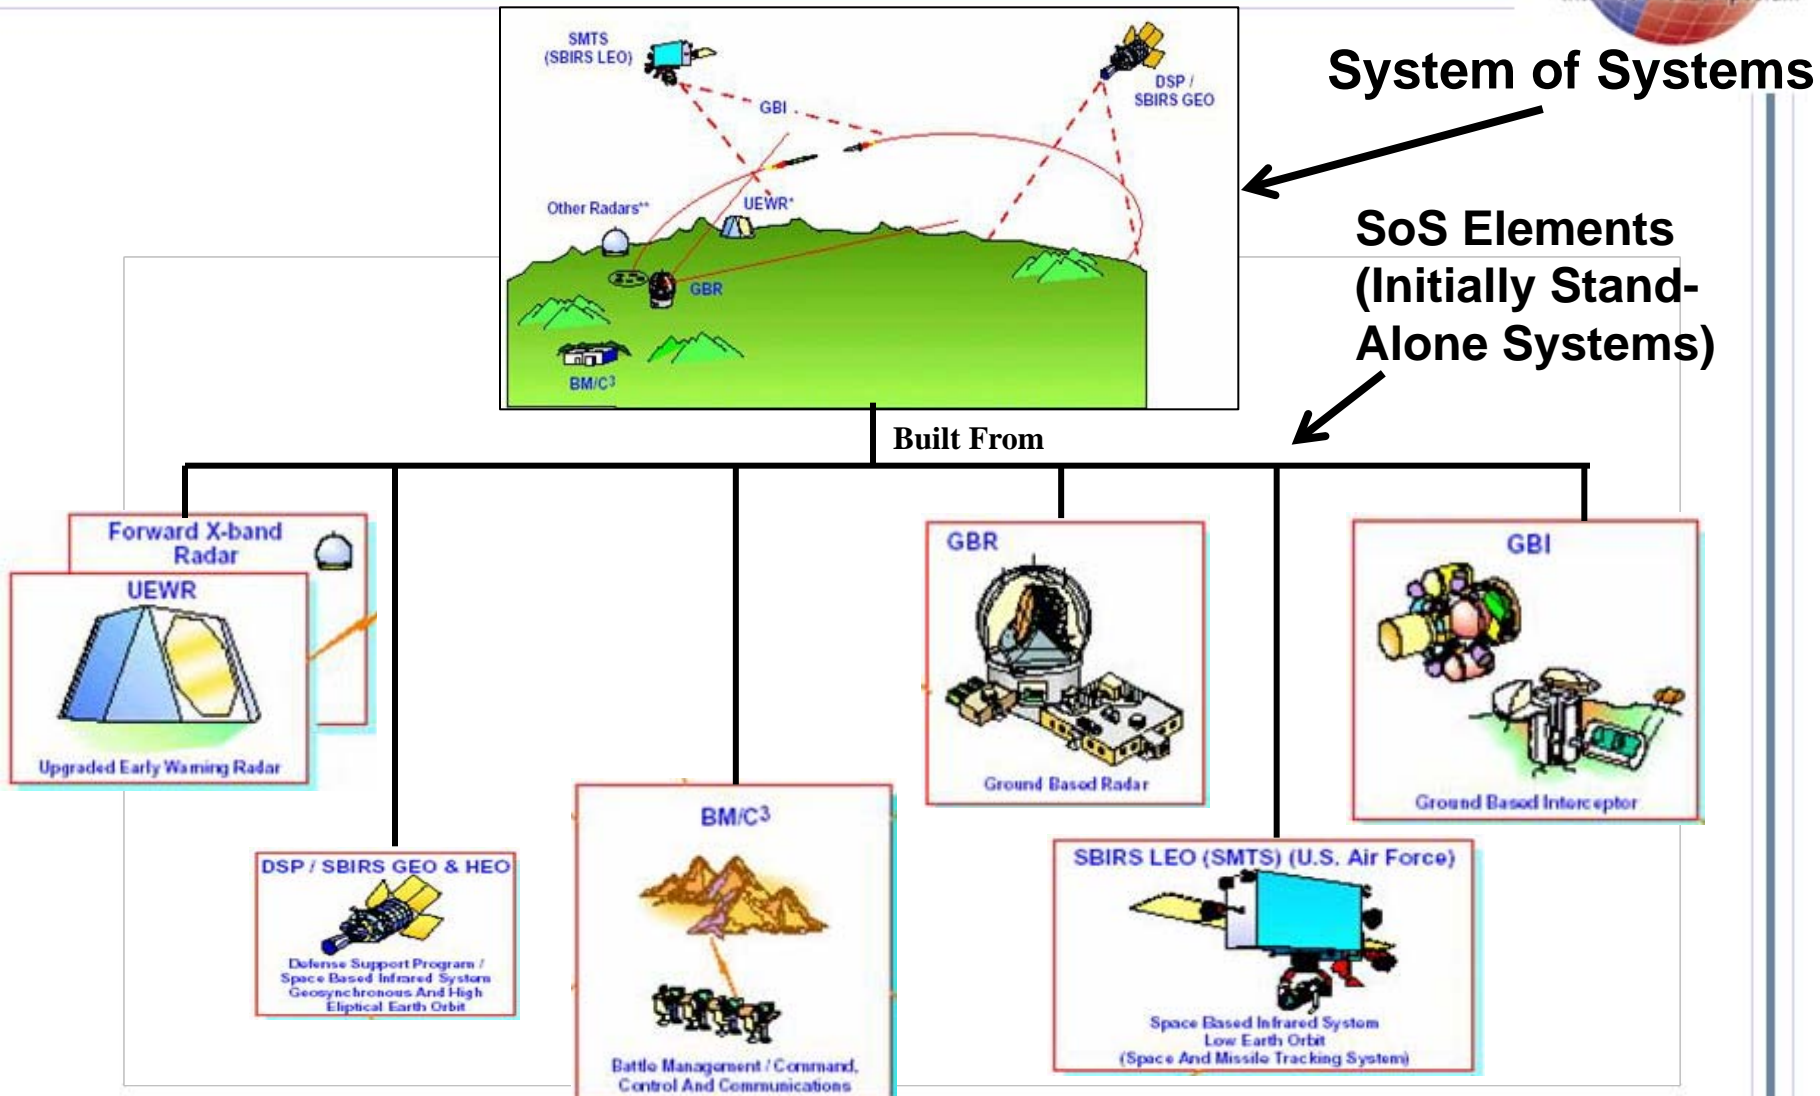 System of Systems
SMTS
(SBIRS LEO)
GBI
DSP /
SBIRS GEO
Other Radars**
UEWR*
GBR
BM/C3
SoS Elements
(Initially Stand-
Alone Systems)
Built From
Forward X-band
Radar
UEWR
Upgraded Early Warning Radar
DSP / SBIRS GEO & HEO
Defense Support Program /
Space Based Infrared System
Geosynchronous And High
Eliptical Earth Orbit
BM/C3
Battle Management / Command,
Control And Communications
GBR
Ground Based Radar
SBIRS LEO (SMTS) (U.S. Air Force)
Space Based Infrared System
Low Earth Orbit
(Space And Missile Tracking System)
GBI
Ground Based Interceptor